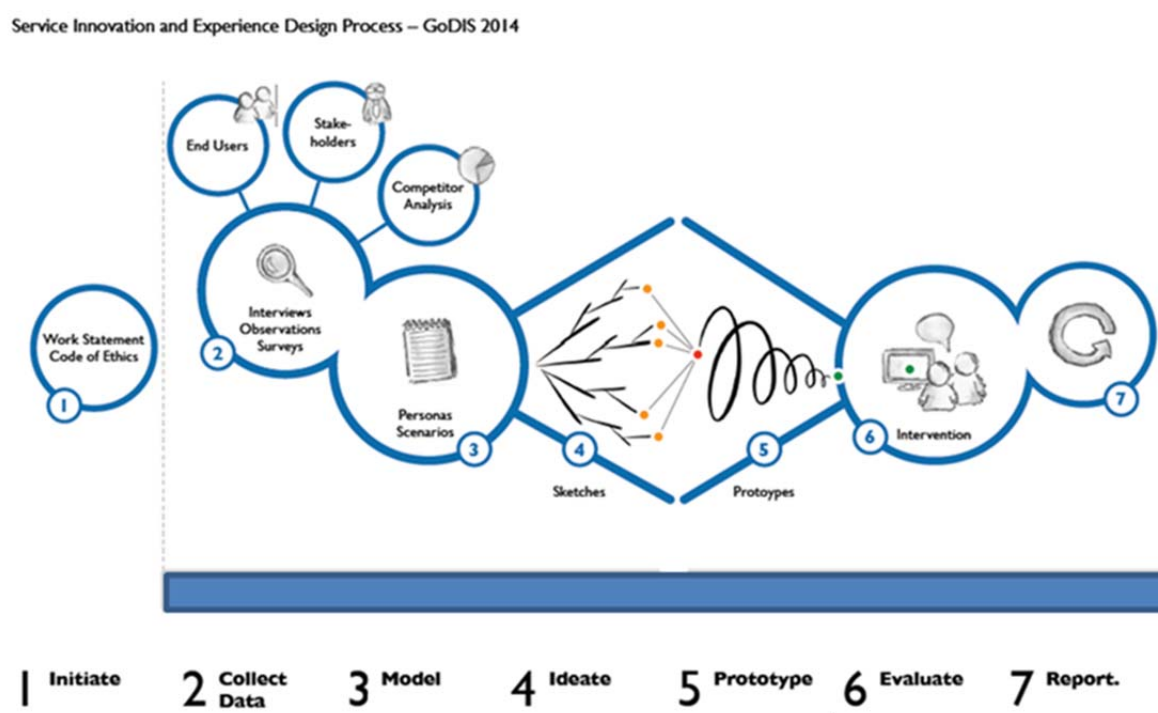 Service Innovation and Experience Design Process – GoDIS 2014
End Users
Stake-
holders
Competitor
Analysis
Work Statement
Code of Ethics
1
Interviews
Observations
Surveys
2
Personas
Scenarios
3
4
Sketches
5
Protoypes
6
Intervention
7
1 Initiate
2 Collect
Data
3 Model
4 Ideate
5 Prototype
6 Evaluate
7 Report.